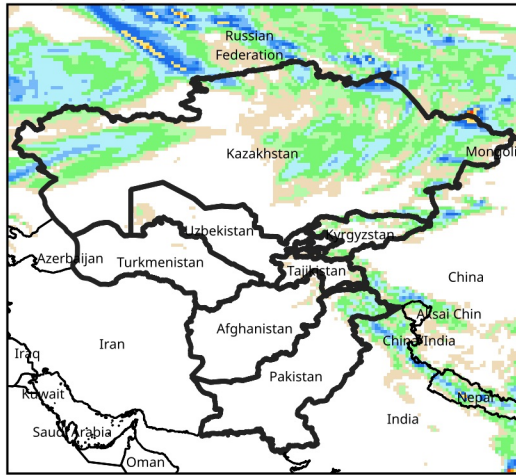 Russian
Federation
Kazakhstan
Mongoli
Uzbekistan
Kyrgyzstan
Azerbaijan
Turkmenistan
Tajikistan
China
Aksai Chin
Afghanistan
China/India
Iran
Iraq
Pakistan
Kuwait
Nepal
India
Saudi Arabia
Oman